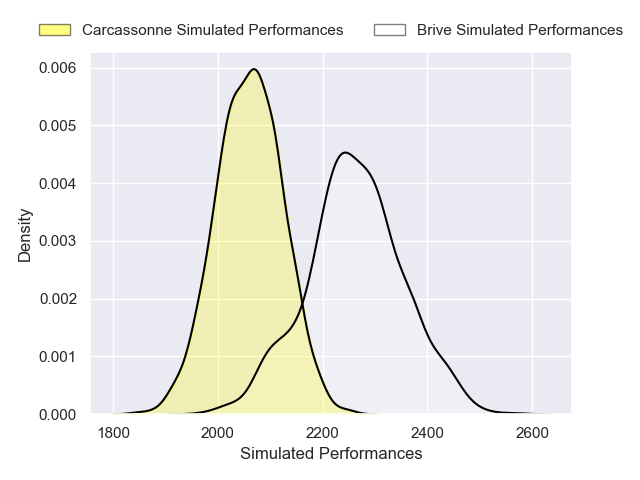 Carcassonne Simulated Performances
Brive Simulated Performances
0.006
0.005
0.004
0.003
0.002
0.001
0.000
Density
1800 2000 2200 2400 2600
Simulated Performances